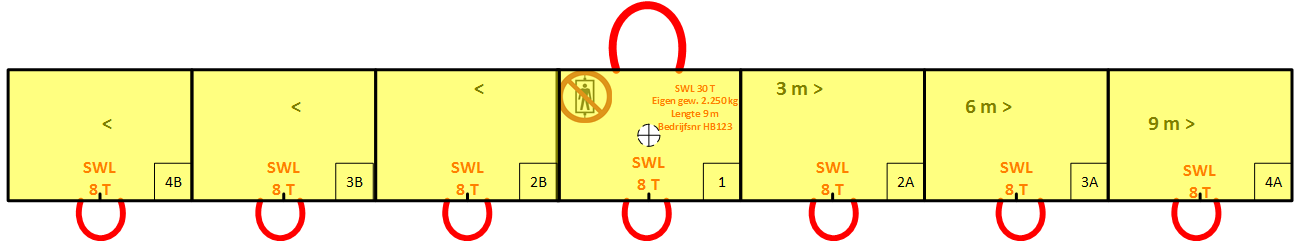 <
SWL
8 T
4B
<
SWL
8 T
3B
<
SWL
8 T
2B
SWL 30 T
Eigen gew. 2.250 kg
Lengte 9 m
Bedrijfsnr HB123
SWL
8 T
1
3 m >
SWL
8 T
2A
6 m >
SWL
8 T
3A
9 m >
SWL
8 T
4A